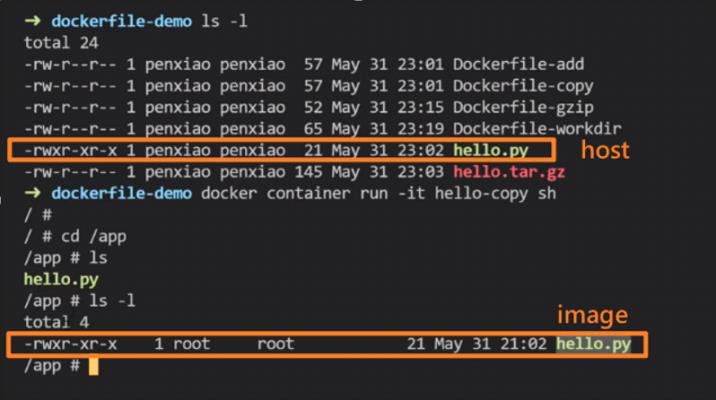 ➜ dockerfile-demo ls -l
total 24
-rw-r--r-- 1 penxiao penxiao  57 May 31 23:01 Dockerfile-add
-rw-r--r-- 1 penxiao penxiao  57 May 31 23:01 Dockerfile-copy
-rw-r--r-- 1 penxiao penxiao  52 May 31 23:15 Dockerfile-gzip
-rw-r--r-- 1 penxiao penxiao  65 May 31 23:19 Dockerfile-workdir
-rwxr-xr-x 1 penxiao penxiao  21 May 31 23:02 hello.py host
-rw-r--r-- 1 penxiao penxiao 145 May 31 23:03 hello.tar.gz
➜ dockerfile-demo docker container run -it hello-copy sh
/ #
/ # cd /app
/app # ls
hello.py
/app # ls -l
image
total 4
-rwxr-xr-x    1 root     root            21 May 31 21:02 hello.py
/app #